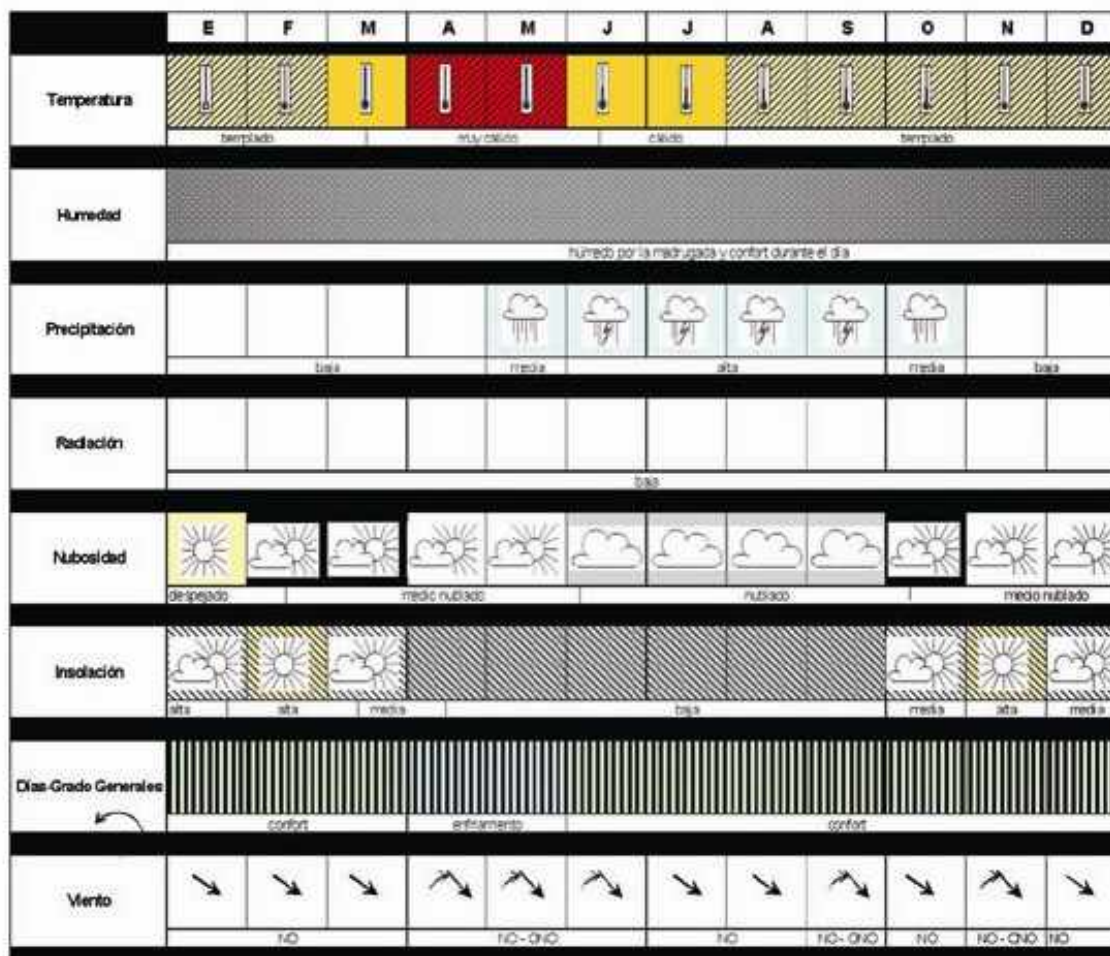 E F M A M J J A S O N D
Temperatura
templado muy cálido cálido templado
Humedad
húmedo por la madrugada y confort durante el día
Precipitación
baja media alta media baja
Radiación
baja
Nubosidad
despejado medio nublado nublado medio nublado
Insolación
alta alta media baja media alta media
Días-Grado Generales
confort enfriamiento confort
Viento
NO NO - ONO NO NO - ONO NO NO - ONO NO